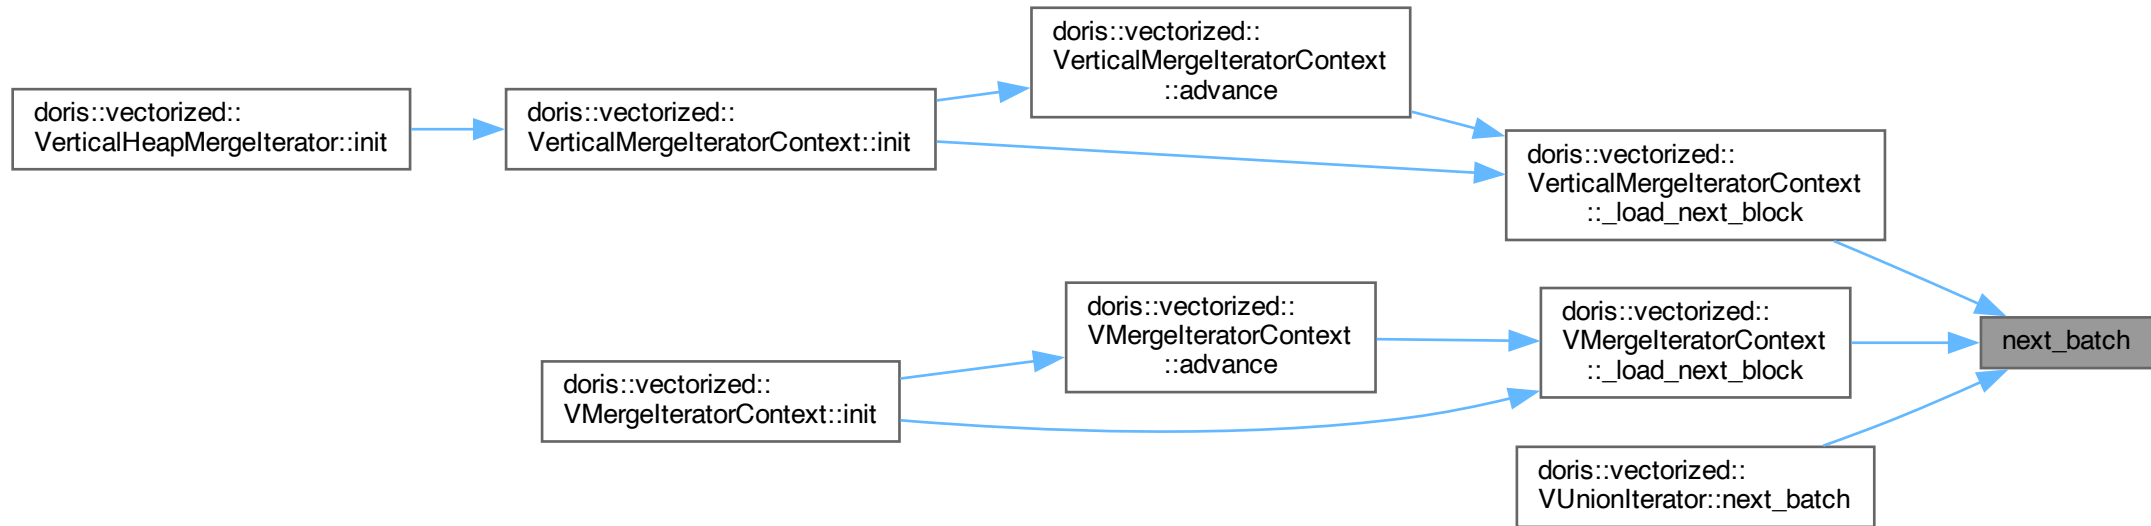 doris::vectorized::
VerticalHeapMergeIterator::init
doris::vectorized::
VerticalMergeIteratorContext::init
doris::vectorized::
VerticalMergeIteratorContext
::advance
doris::vectorized::
VerticalMergeIteratorContext
::_load_next_block
doris::vectorized::
VMergeIteratorContext::init
doris::vectorized::
VMergeIteratorContext
::advance
doris::vectorized::
VMergeIteratorContext
::_load_next_block
doris::vectorized::
VUnionIterator::next_batch
next_batch